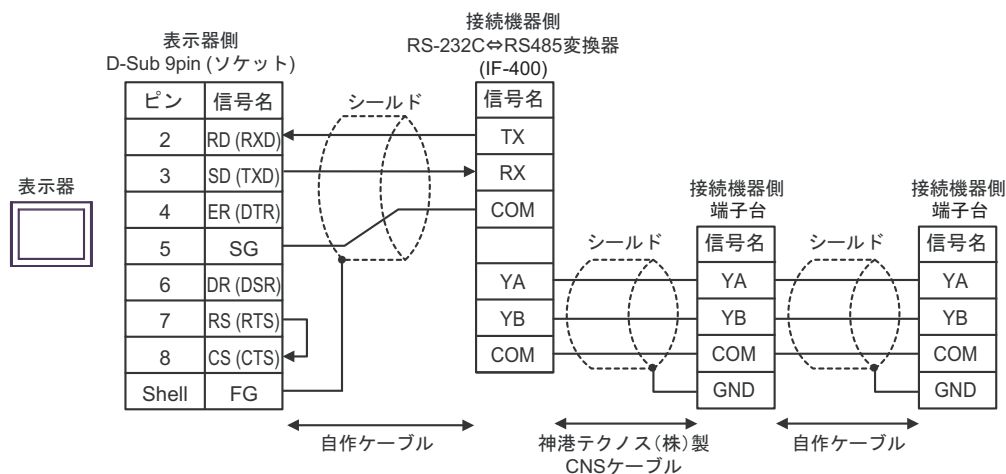 表示器
表示器側
D-Sub 9pin (ソケット)
ピン 信号名
2 RD (RXD)
3 SD (TXD)
4 ER (DTR)
5 SG
6 DR (DSR)
7 RS (RTS)
8 CS (CTS)
Shell FG
シールド
自作ケーブル
接続機器側
RS-232C⇔RS485変換器
(IF-400)
信号名
TX
RX
COM
YA
YB
COM
シールド
神港テクノス(株)製
CNSケーブル
接続機器側
端子台
信号名
YA
YB
COM
GND
シールド
自作ケーブル
接続機器側
端子台
信号名
YA
YB
COM
GND